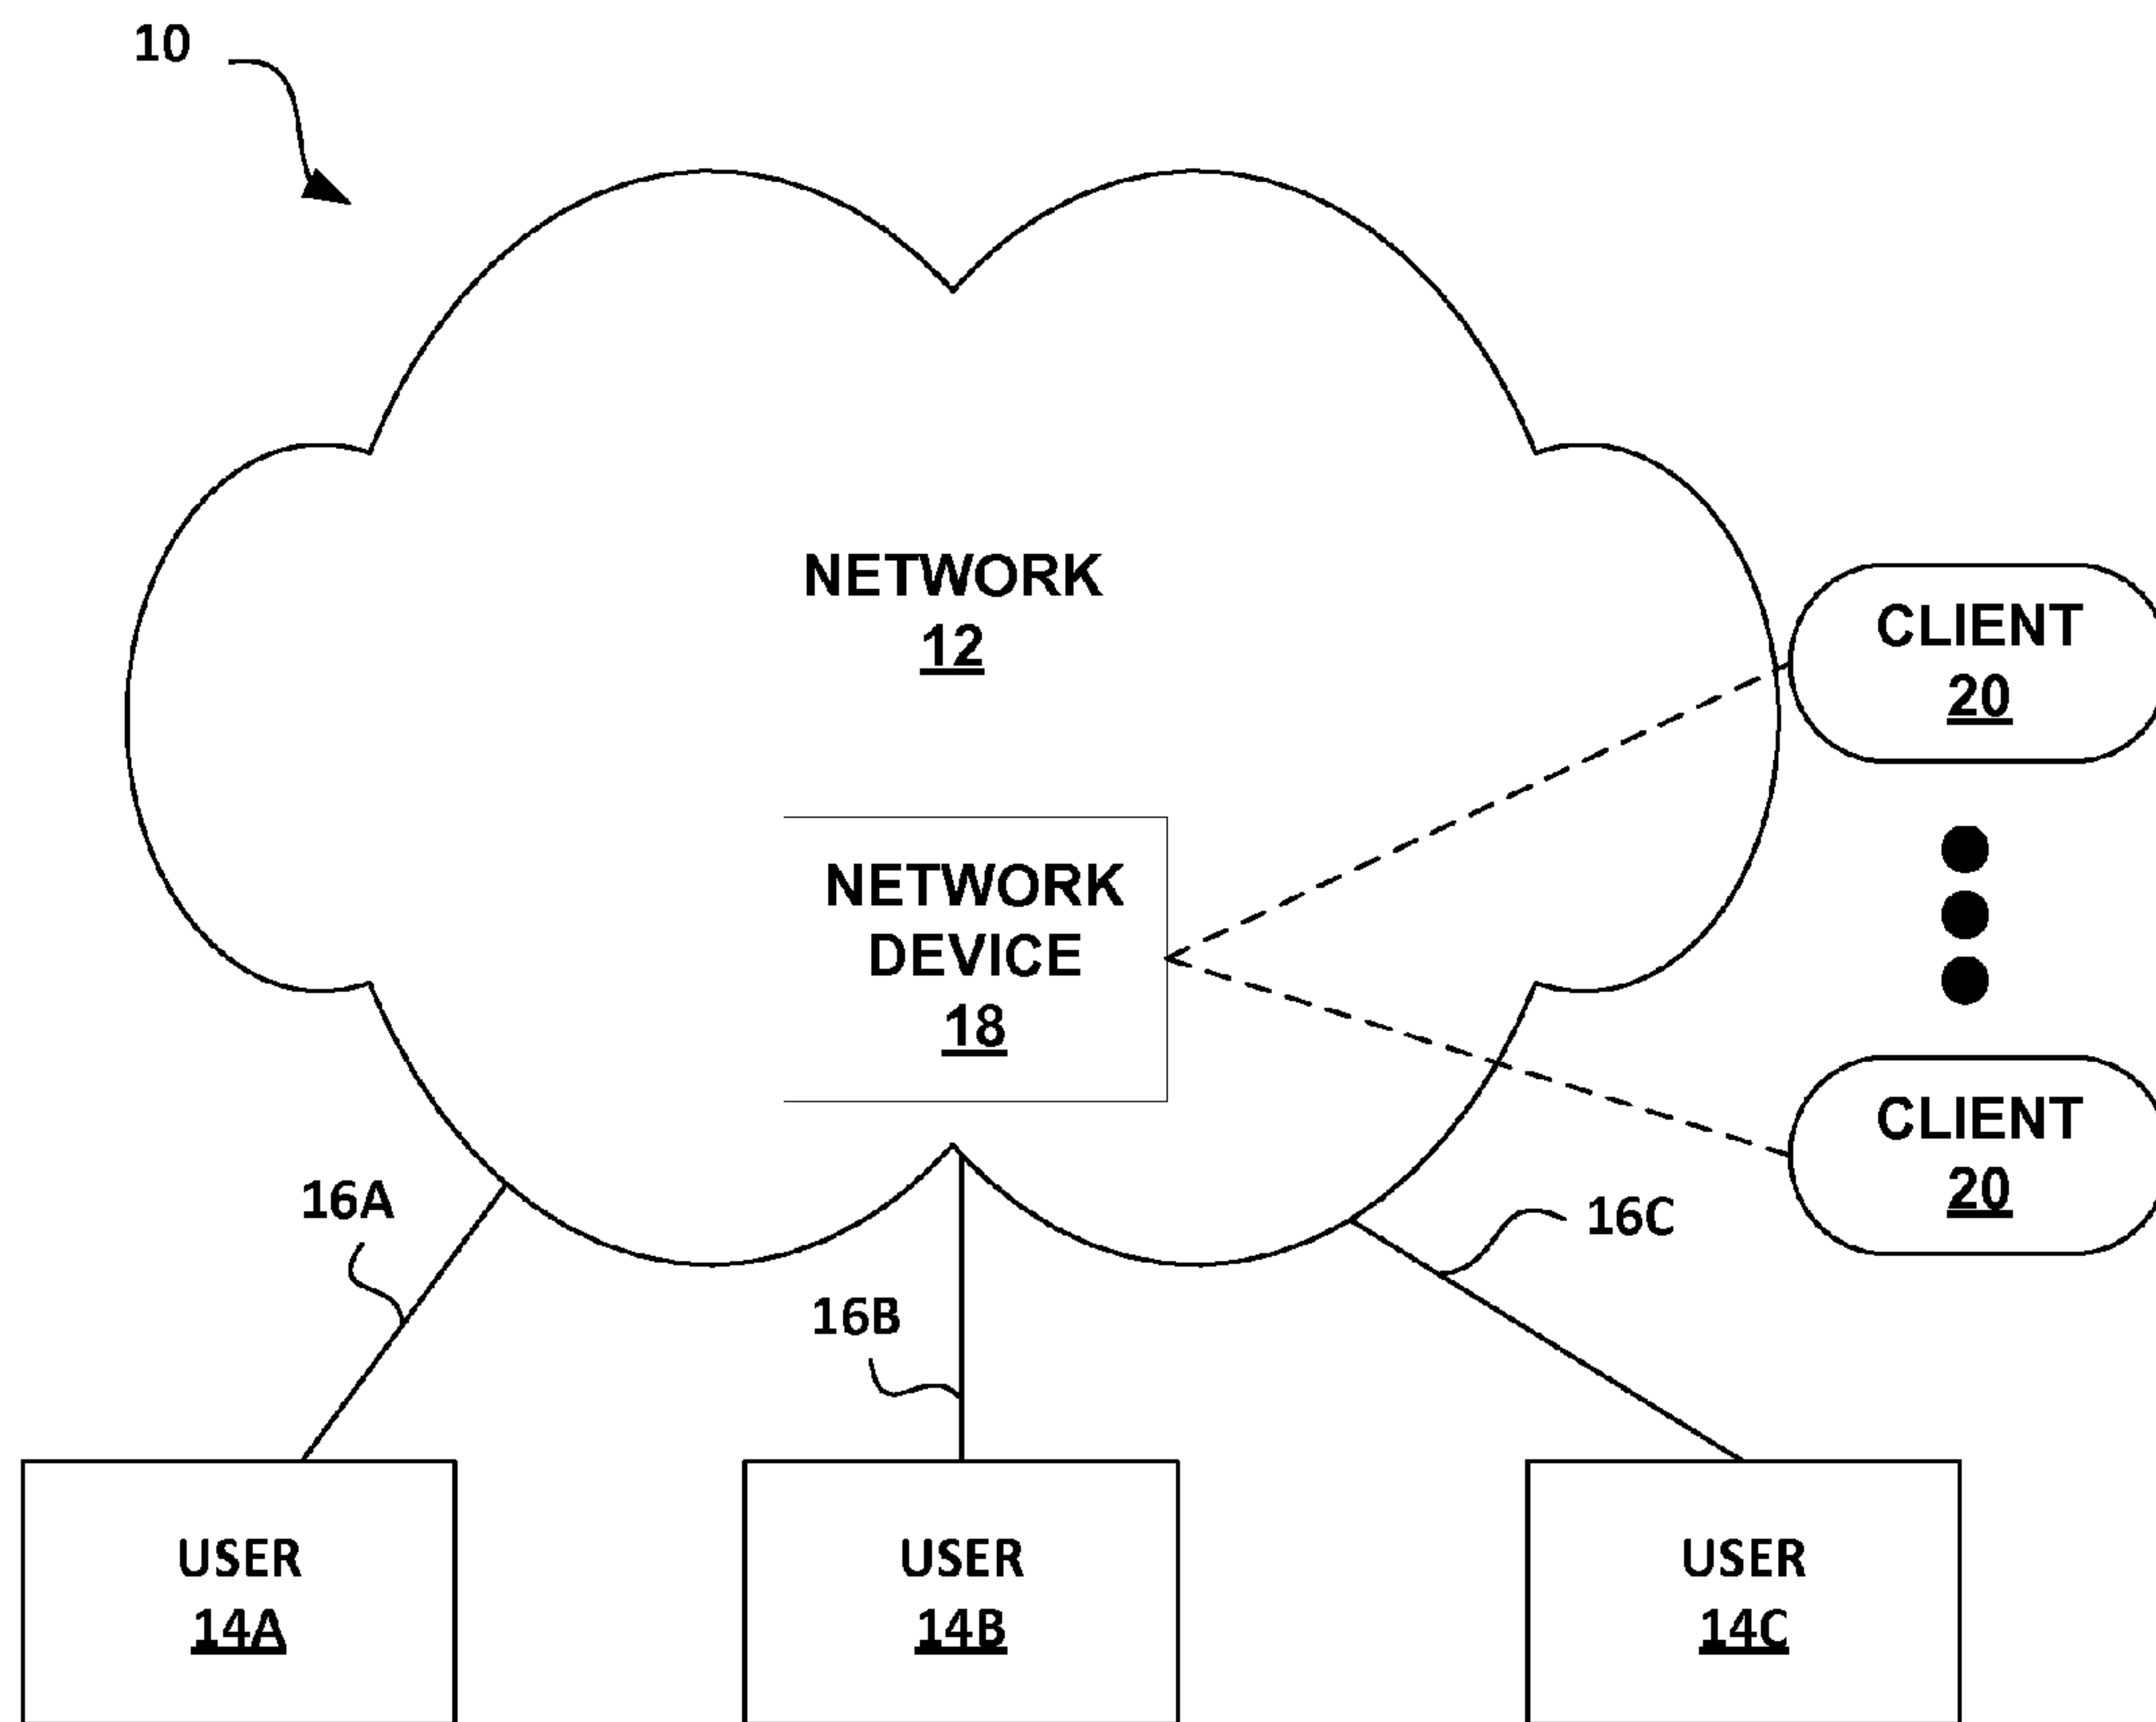 10
NETWORK
12
CLIENT
20
NETWORK
DEVICE
18
CLIENT
20
16A
16C
16B
USER
14A
USER
14B
USER
14C